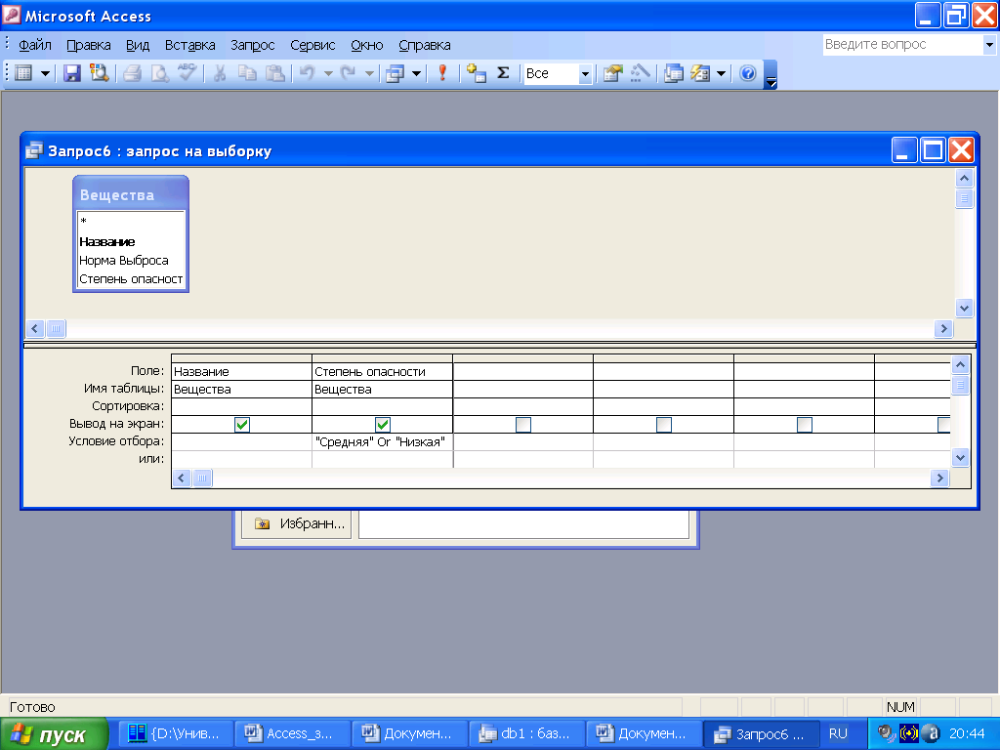 Microsoft Access
Файл Правка Вид Вставка Запрос Сервис Окно Справка Введите вопрос
Все
Запрос6 : запрос на выборку
Вещества
*
Название
Норма Выброса
Степень опасност
Поле: Название Степень опасности
Имя таблицы: Вещества Вещества
Сортировка:
Вывод на экран:
Условие отбора: "Средняя" Or "Низкая"
или:
Избранн...
Готово NUM
пуск {D:\Унив... Access_з... Докумен... db1 : баз... Докумен... Запрос6 ... RU 20:44